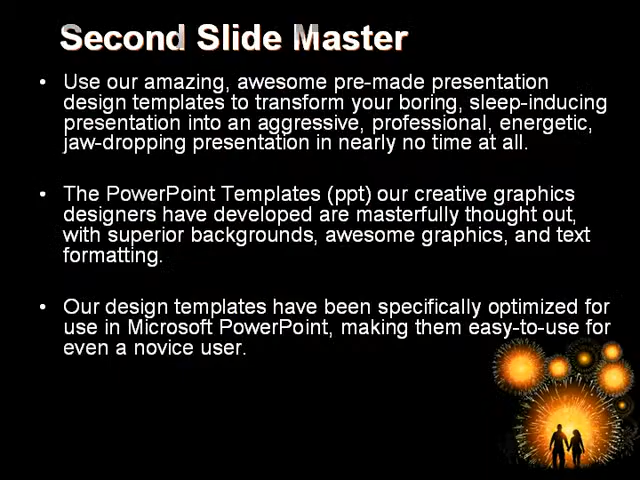 Second Slide Master
• Use our amazing, awesome pre-made presentation
design templates to transform your boring, sleep-inducing
presentation into an aggressive, professional, energetic,
jaw-dropping presentation in nearly no time at all.
• The PowerPoint Templates (ppt) our creative graphics
designers have developed are masterfully thought out,
with superior backgrounds, awesome graphics, and text
formatting.
• Our design templates have been specifically optimized for
use in Microsoft PowerPoint, making them easy-to-use for
even a novice user.